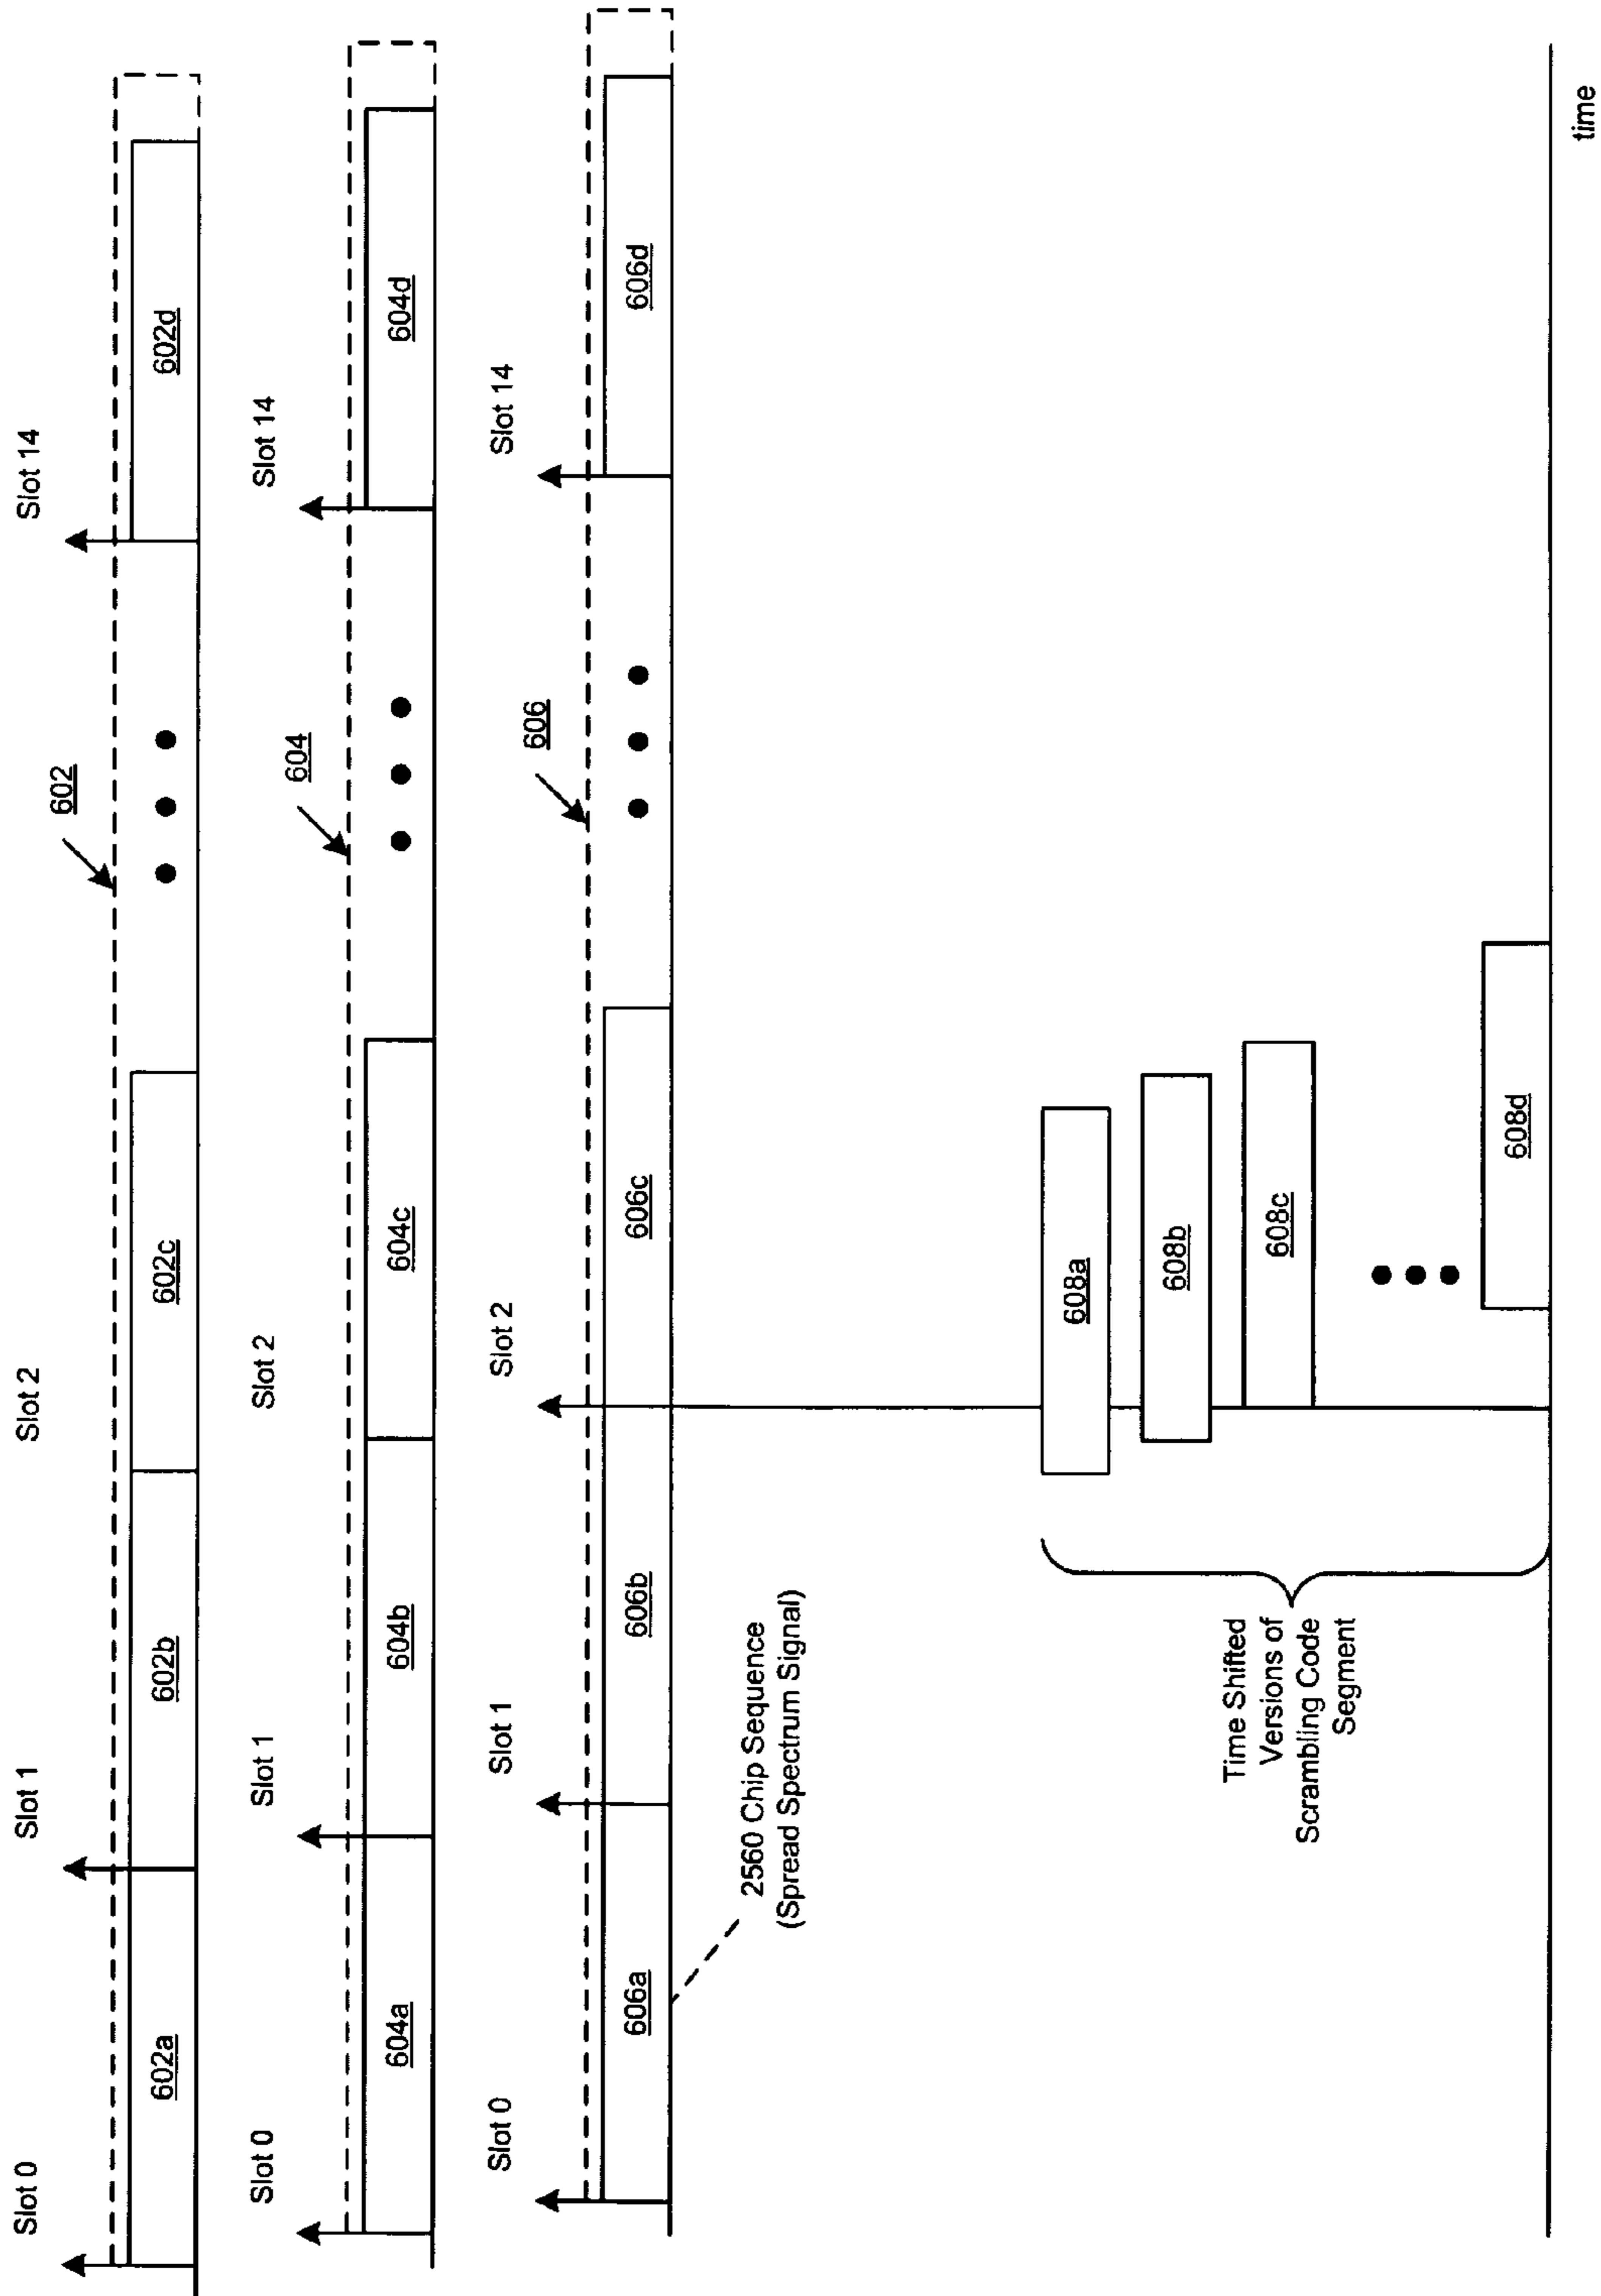 Slot 0
Slot 1
Slot 2
Slot 14
602
602a
602b
602c
602d
Slot 0
Slot 1
Slot 2
Slot 14
604
604a
604b
604c
604d
Slot 0
Slot 1
Slot 2
Slot 14
606
606a
606b
606c
606d
2560 Chip Sequence
(Spread Spectrum Signal)
Time Shifted
Versions of
Scrambling Code
Segment
608a
608b
608c
608d
time